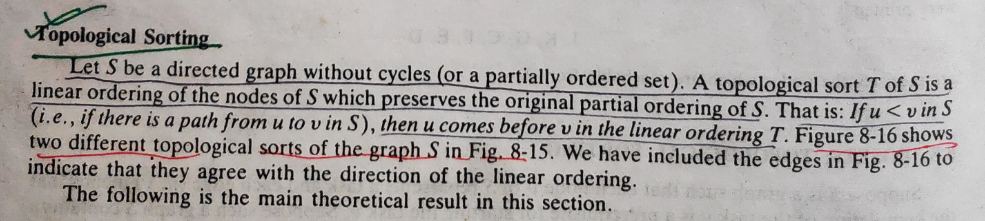 Topological Sorting
Let S be a directed graph without cycles (or a partially ordered set). A topological sort T of S is a
linear ordering of the nodes of S which preserves the original partial ordering of S. That is: If u < v in S
(i.e., if there is a path from u to v in S), then u comes before v in the linear ordering T. Figure 8-16 shows
two different topological sorts of the graph S in Fig. 8-15. We have included the edges in Fig. 8-16 to
indicate that they agree with the direction of the linear ordering.
The following is the main theoretical result in this section.